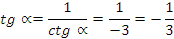 tg ∝= 1/(ctg ∝) = 1/(-3) = -1/3